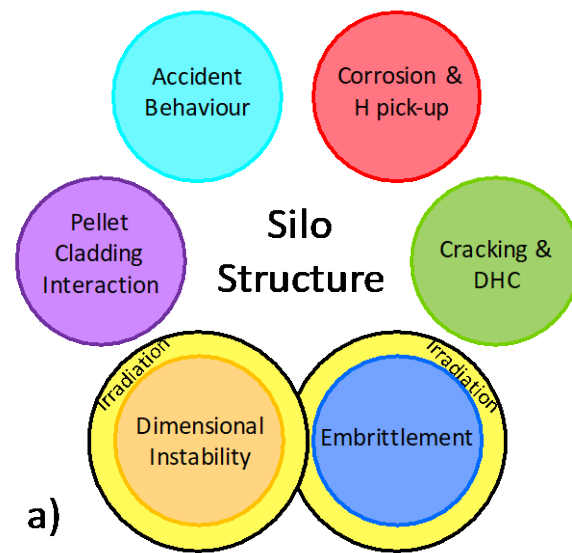 Accident
Behaviour
Corrosion &
H pick-up
Pellet
Cladding
Interaction
Silo
Structure
Cracking &
DHC
Irradiation
Dimensional
Instability
Irradiation
Embrittlement
a)